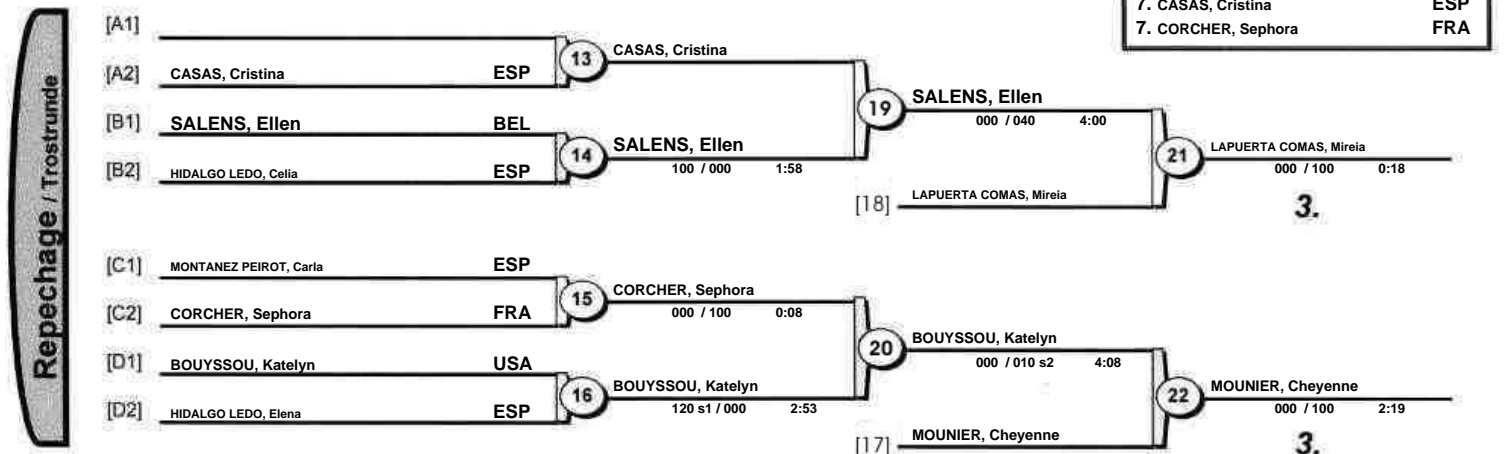 7. CASAS, Cristina ESP
7. CORCHER, Sephora FRA
Repechage / Trostrunde
[A1]
[A2] CASAS, Cristina ESP
13 CASAS, Cristina
[B1] SALENS, Ellen BEL
[B2] HIDALGO LEDO, Celia ESP
14 SALENS, Ellen
100 / 000 1:58
19 SALENS, Ellen
000 / 040 4:00
[18] LAPUERTA COMAS, Mireia
21 LAPUERTA COMAS, Mireia
000 / 100 0:18
3.
[C1] MONTANEZ PEIROT, Carla ESP
[C2] CORCHER, Sephora FRA
15 CORCHER, Sephora
000 / 100 0:08
[D1] BOUYSSOU, Katelyn USA
[D2] HIDALGO LEDO, Elena ESP
16 BOUYSSOU, Katelyn
120 s1 / 000 2:53
20 BOUYSSOU, Katelyn
000 / 010 s2 4:08
[17] MOUNIER, Cheyenne
22 MOUNIER, Cheyenne
000 / 100 2:19
3.